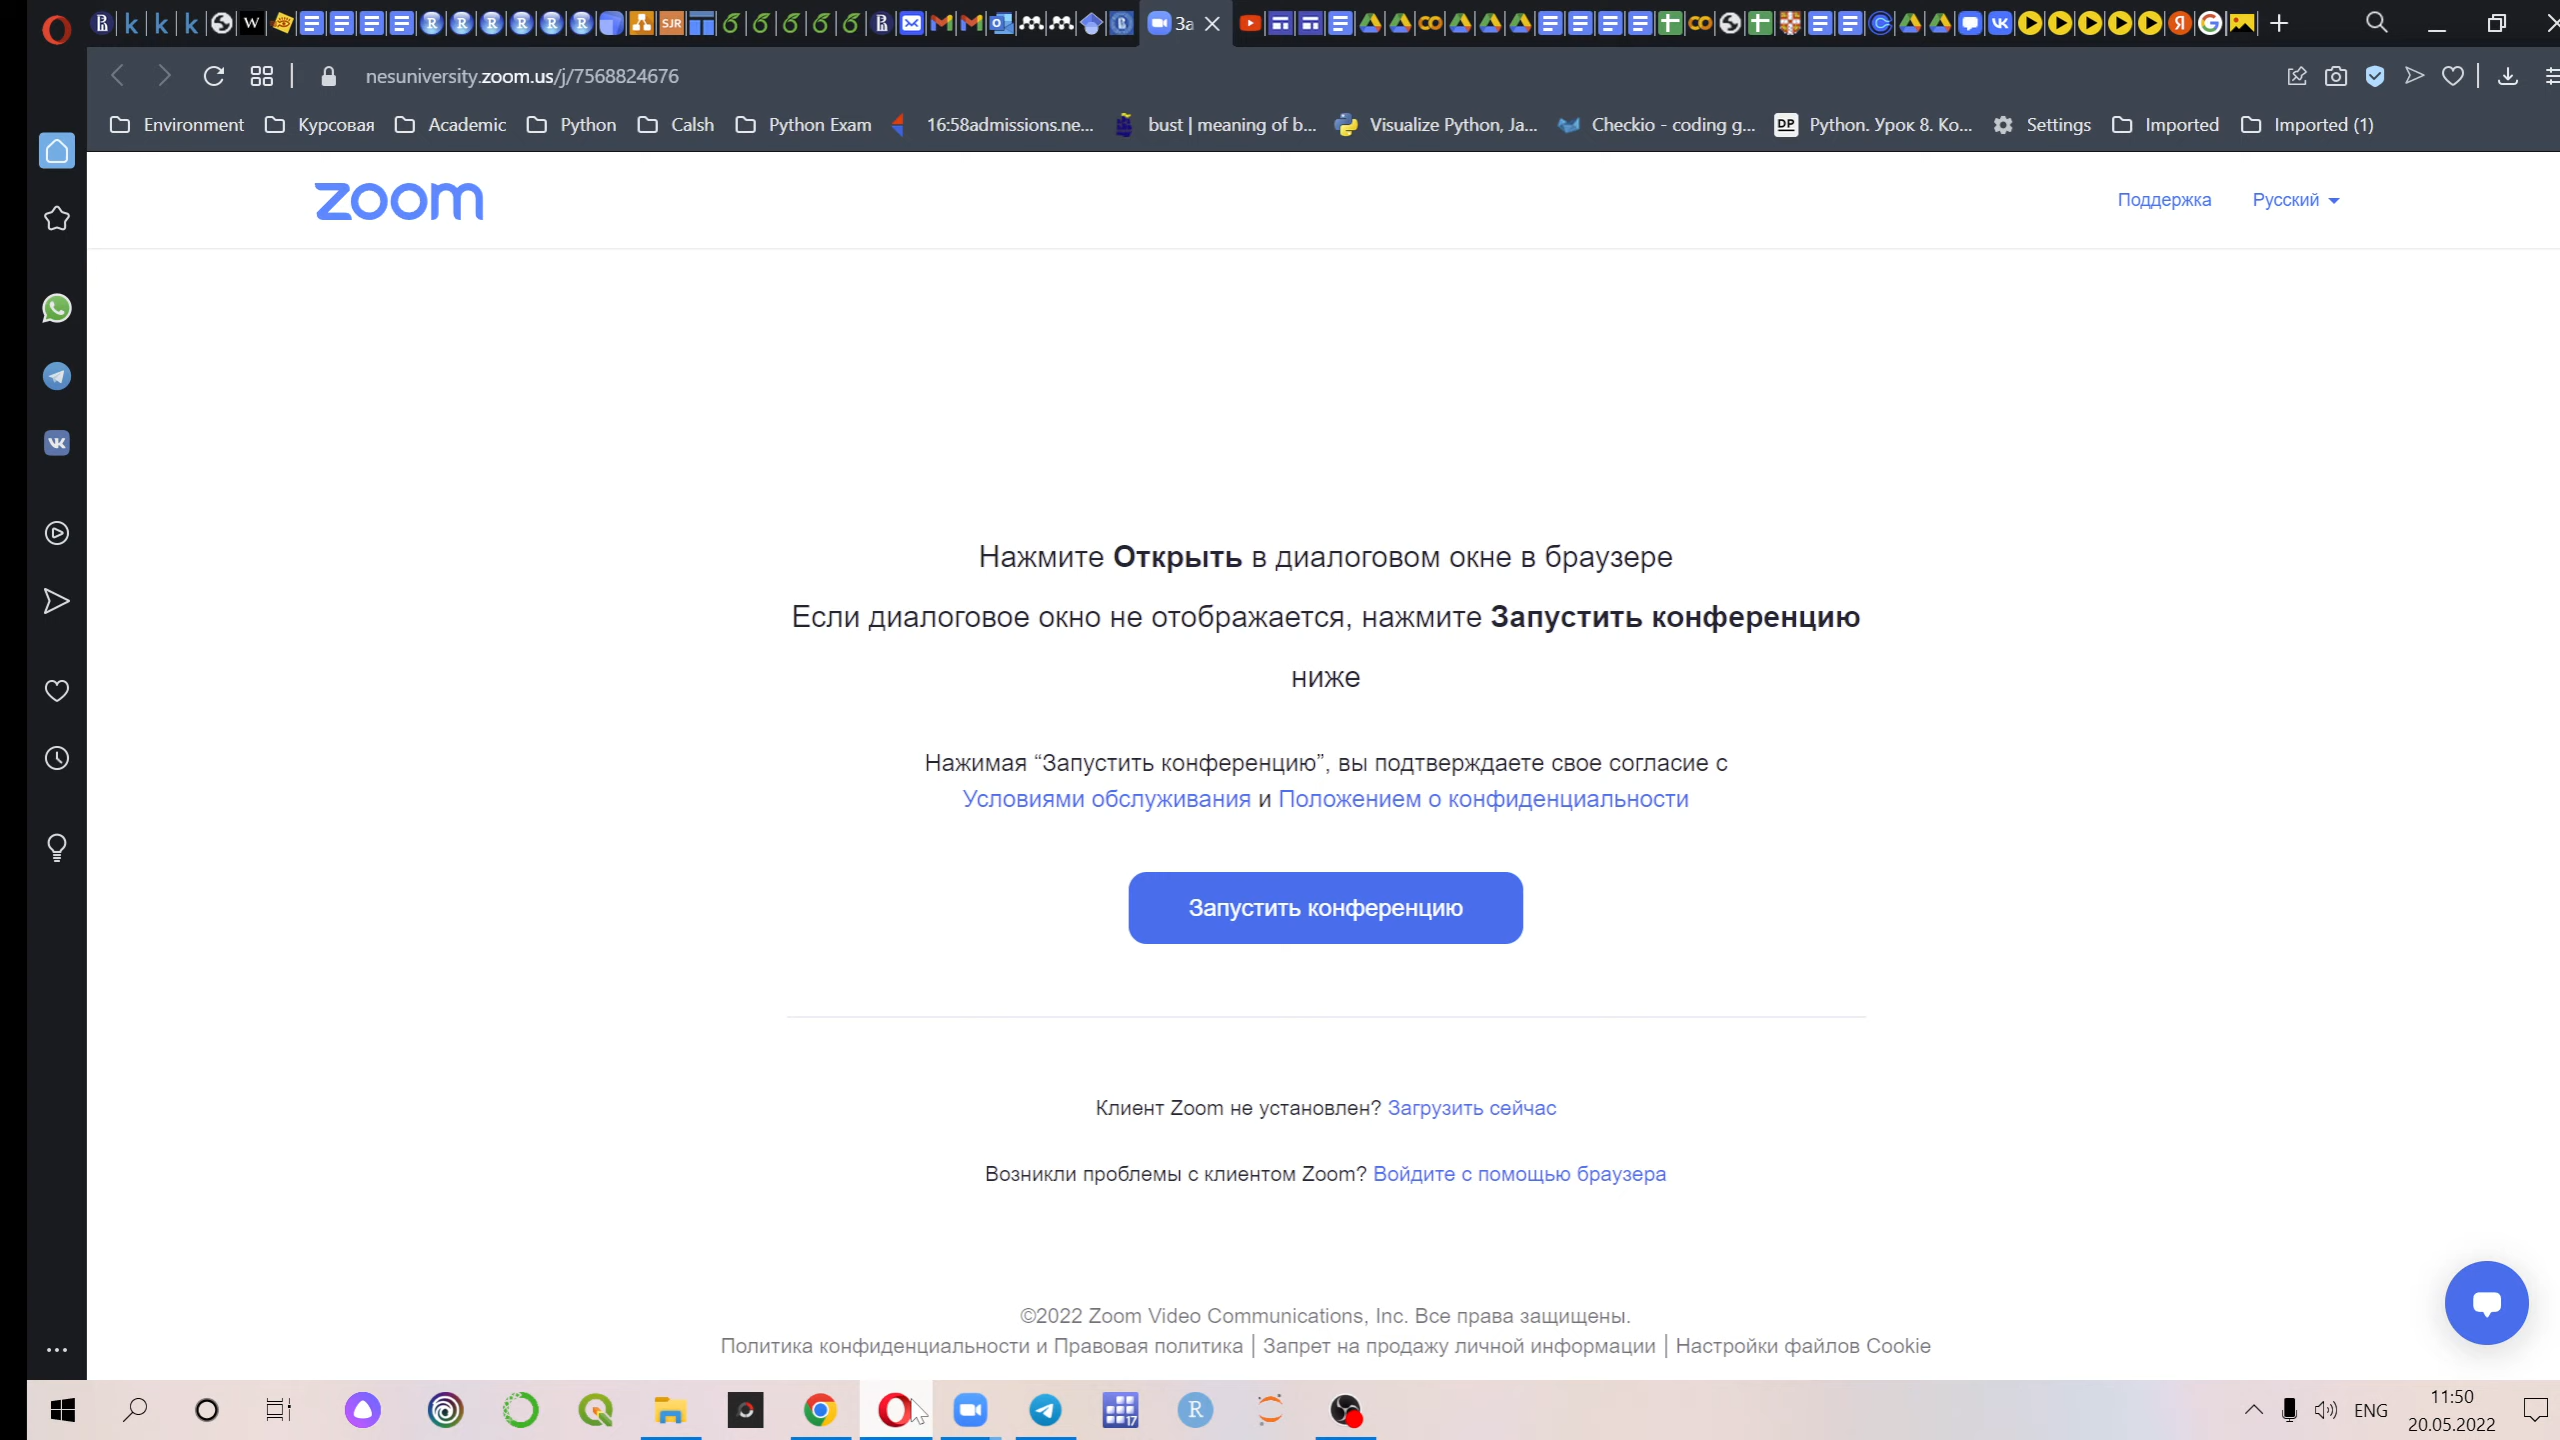 За
nesuniversity.zoom.us/j/7568824676
Environment Курсовая Academic Python Calsh Python Exam 16:58admissions.ne... bust | meaning of b... Visualize Python, Ja... Checkio - coding g... Python. Урок 8. Ко... Settings Imported Imported (1)
zoom
Поддержка Русский
Нажмите Открыть в диалоговом окне в браузере
Если диалоговое окно не отображается, нажмите Запустить конференцию
ниже
Нажимая “Запустить конференцию”, вы подтверждаете свое согласие с
Условиями обслуживания и Положением о конфиденциальности
Запустить конференцию
Клиент Zoom не установлен? Загрузить сейчас
Возникли проблемы с клиентом Zoom? Войдите с помощью браузера
©2022 Zoom Video Communications, Inc. Все права защищены.
Политика конфиденциальности и Правовая политика | Запрет на продажу личной информации | Настройки файлов Cookie
ENG
11:50
20.05.2022